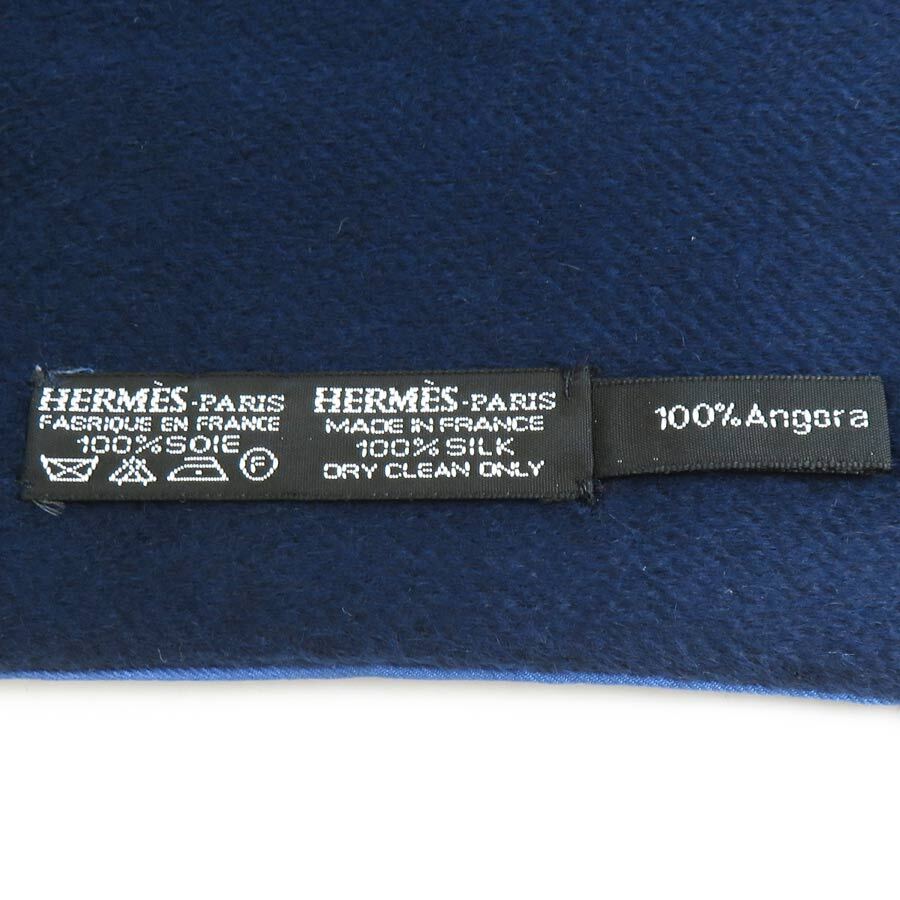 HERMÈS-PARIS
FABRIQUE EN FRANCE
100%SOIE
F
HERMÈS-PARIS
MADE IN FRANCE
100%SILK
DRY CLEAN ONLY
100%Angora